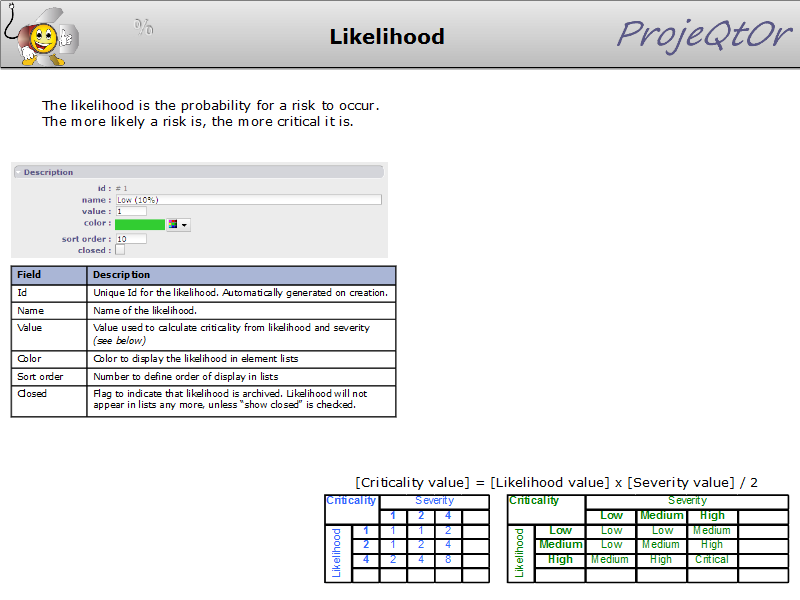 %
Likelihood
ProjeQtOr
The likelihood is the probability for a risk to occur.
The more likely a risk is, the more critical it is.
Description
id : # 1
name : Low (10%)
value : 1
color :
sort order : 10
closed :
Field Description
Id Unique Id for the likelihood. Automatically generated on creation.
Name Name of the likelihood.
Value Value used to calculate criticality from likelihood and severity
(see below)
Color Color to display the likelihood in element lists
Sort order Number to define order of display in lists
Closed Flag to indicate that likelihood is archived. Likelihood will not
appear in lists any more, unless “show closed” is checked.
[Criticality value] = [Likelihood value] x [Severity value] / 2
Criticality Severity
1 2 4
Likelihood
1 1 1 2
2 1 2 4
4 2 4 8
Criticality Severity
Low Medium High
Likelihood
Low Low Low Medium
Medium Low Medium High
High Medium High Critical